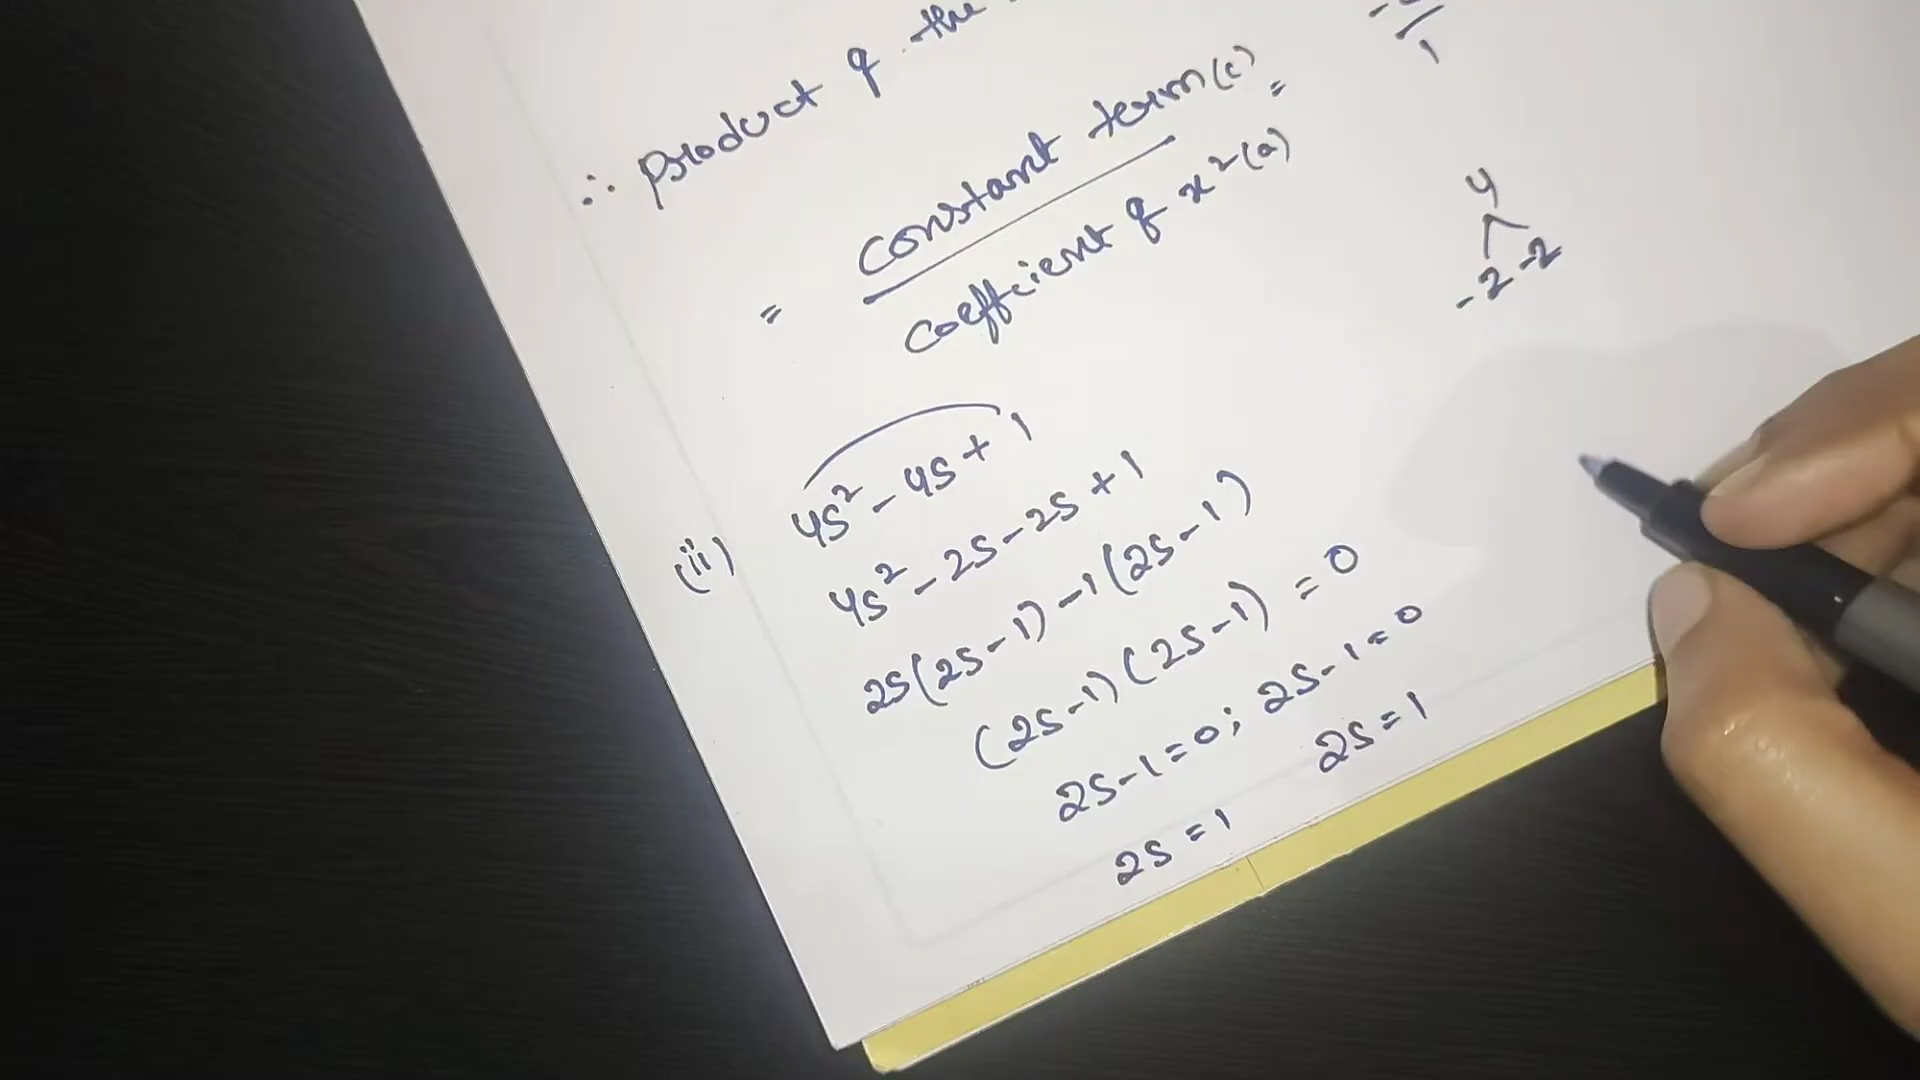 ∴ Product of the
= constant term(c) / coefficient of x²(a) =
1
4
-2 -2
(ii) 4s² - 4s + 1
4s² - 2s - 2s + 1
2s(2s - 1) - 1(2s - 1)
(2s - 1)(2s - 1) = 0
2s - 1 = 0; 2s - 1 = 0
2s = 1 2s = 1